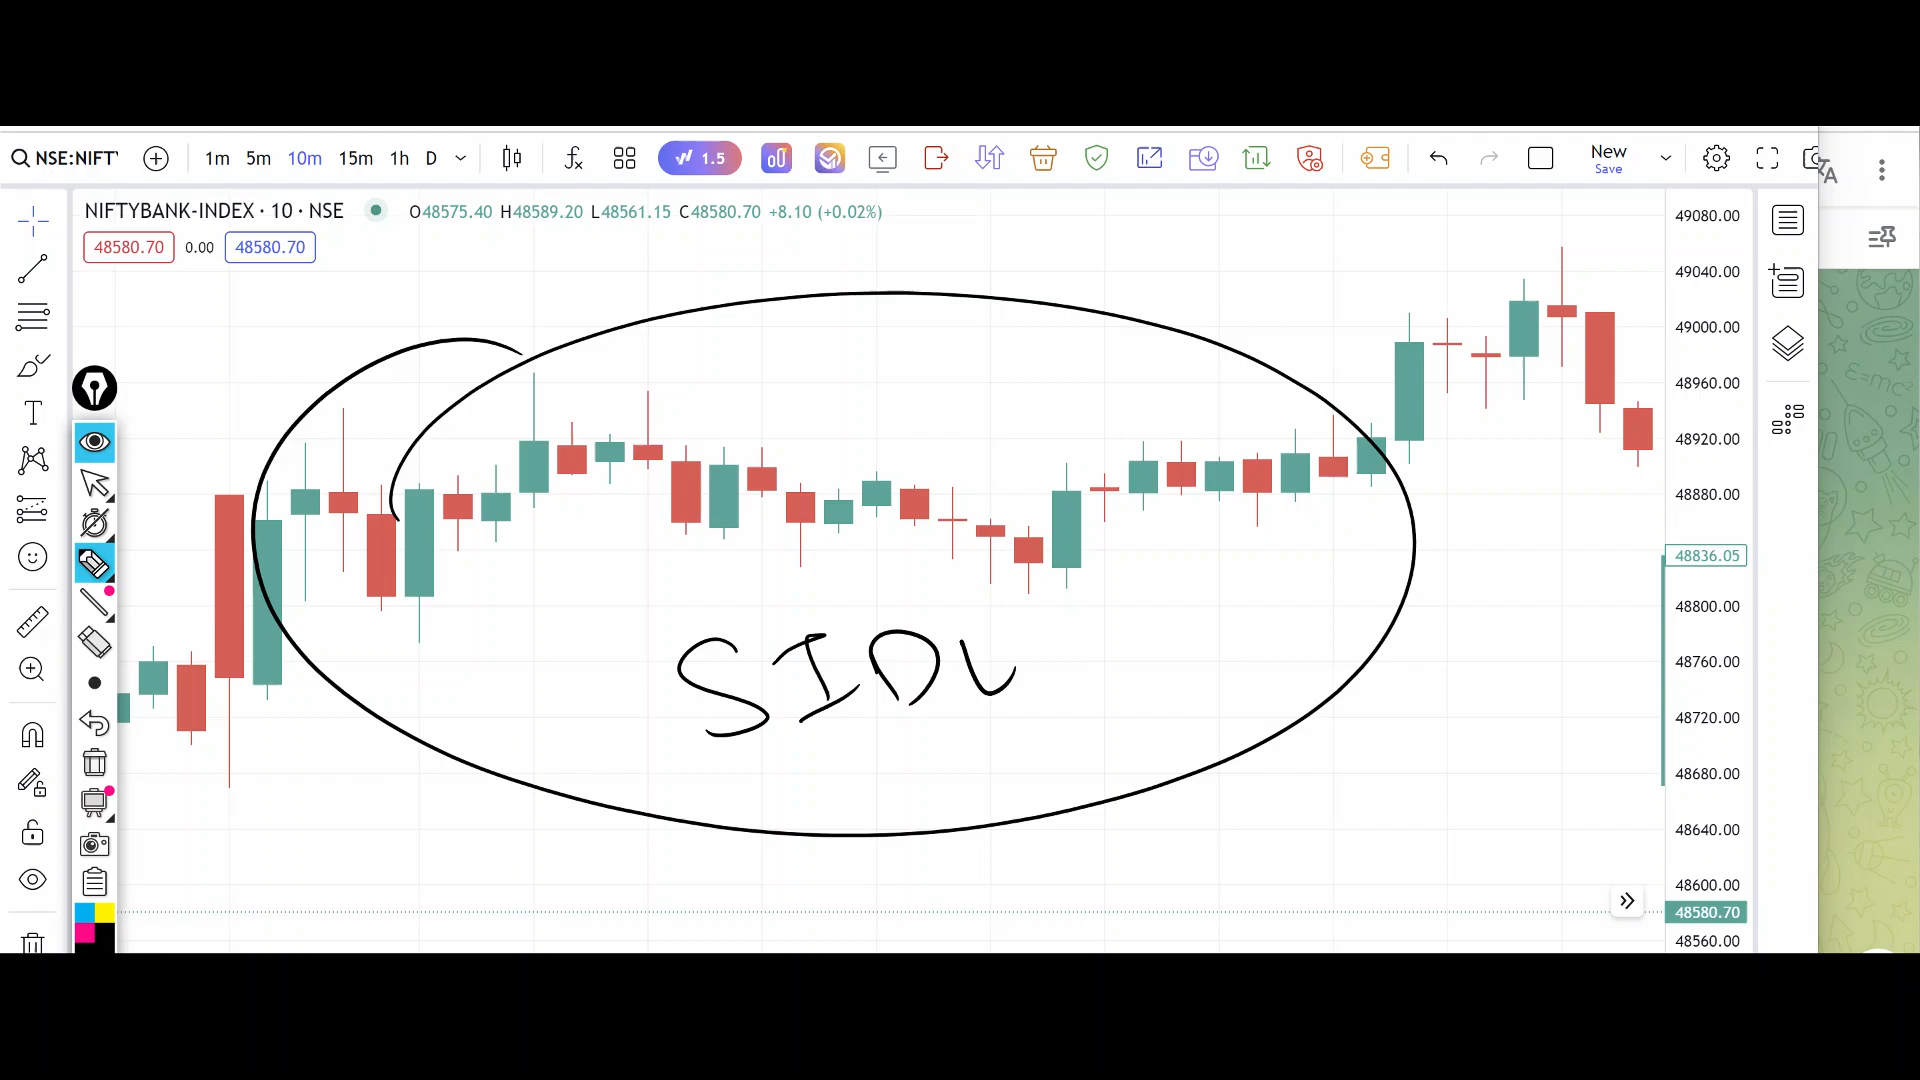 NSE:NIFT
1m 5m 10m 15m 1h D 1.5 New
Save
NIFTYBANK-INDEX · 10 · NSE O48575.40 H48589.20 L48561.15 C48580.70 +8.10 (+0.02%)
48580.70 0.00 48580.70
49080.00
49040.00
49000.00
48960.00
48920.00
48880.00
48836.05
48800.00
48760.00
48720.00
48680.00
48640.00
48600.00
48580.70
48560.00
SIDL
E=mc²